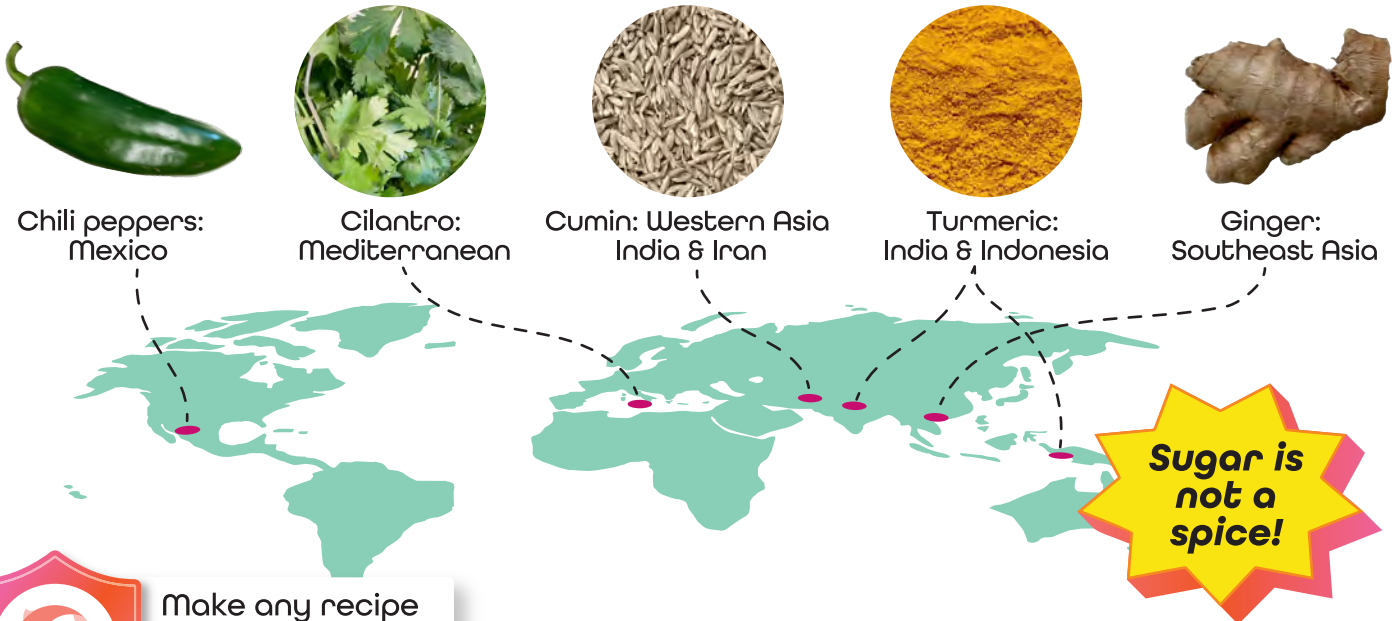 Chili peppers:
Mexico
Cilantro:
Mediterranean
Cumin: Western Asia
India & Iran
Turmeric:
India & Indonesia
Ginger:
Southeast Asia
Sugar is
not a
spice!
Make any recipe